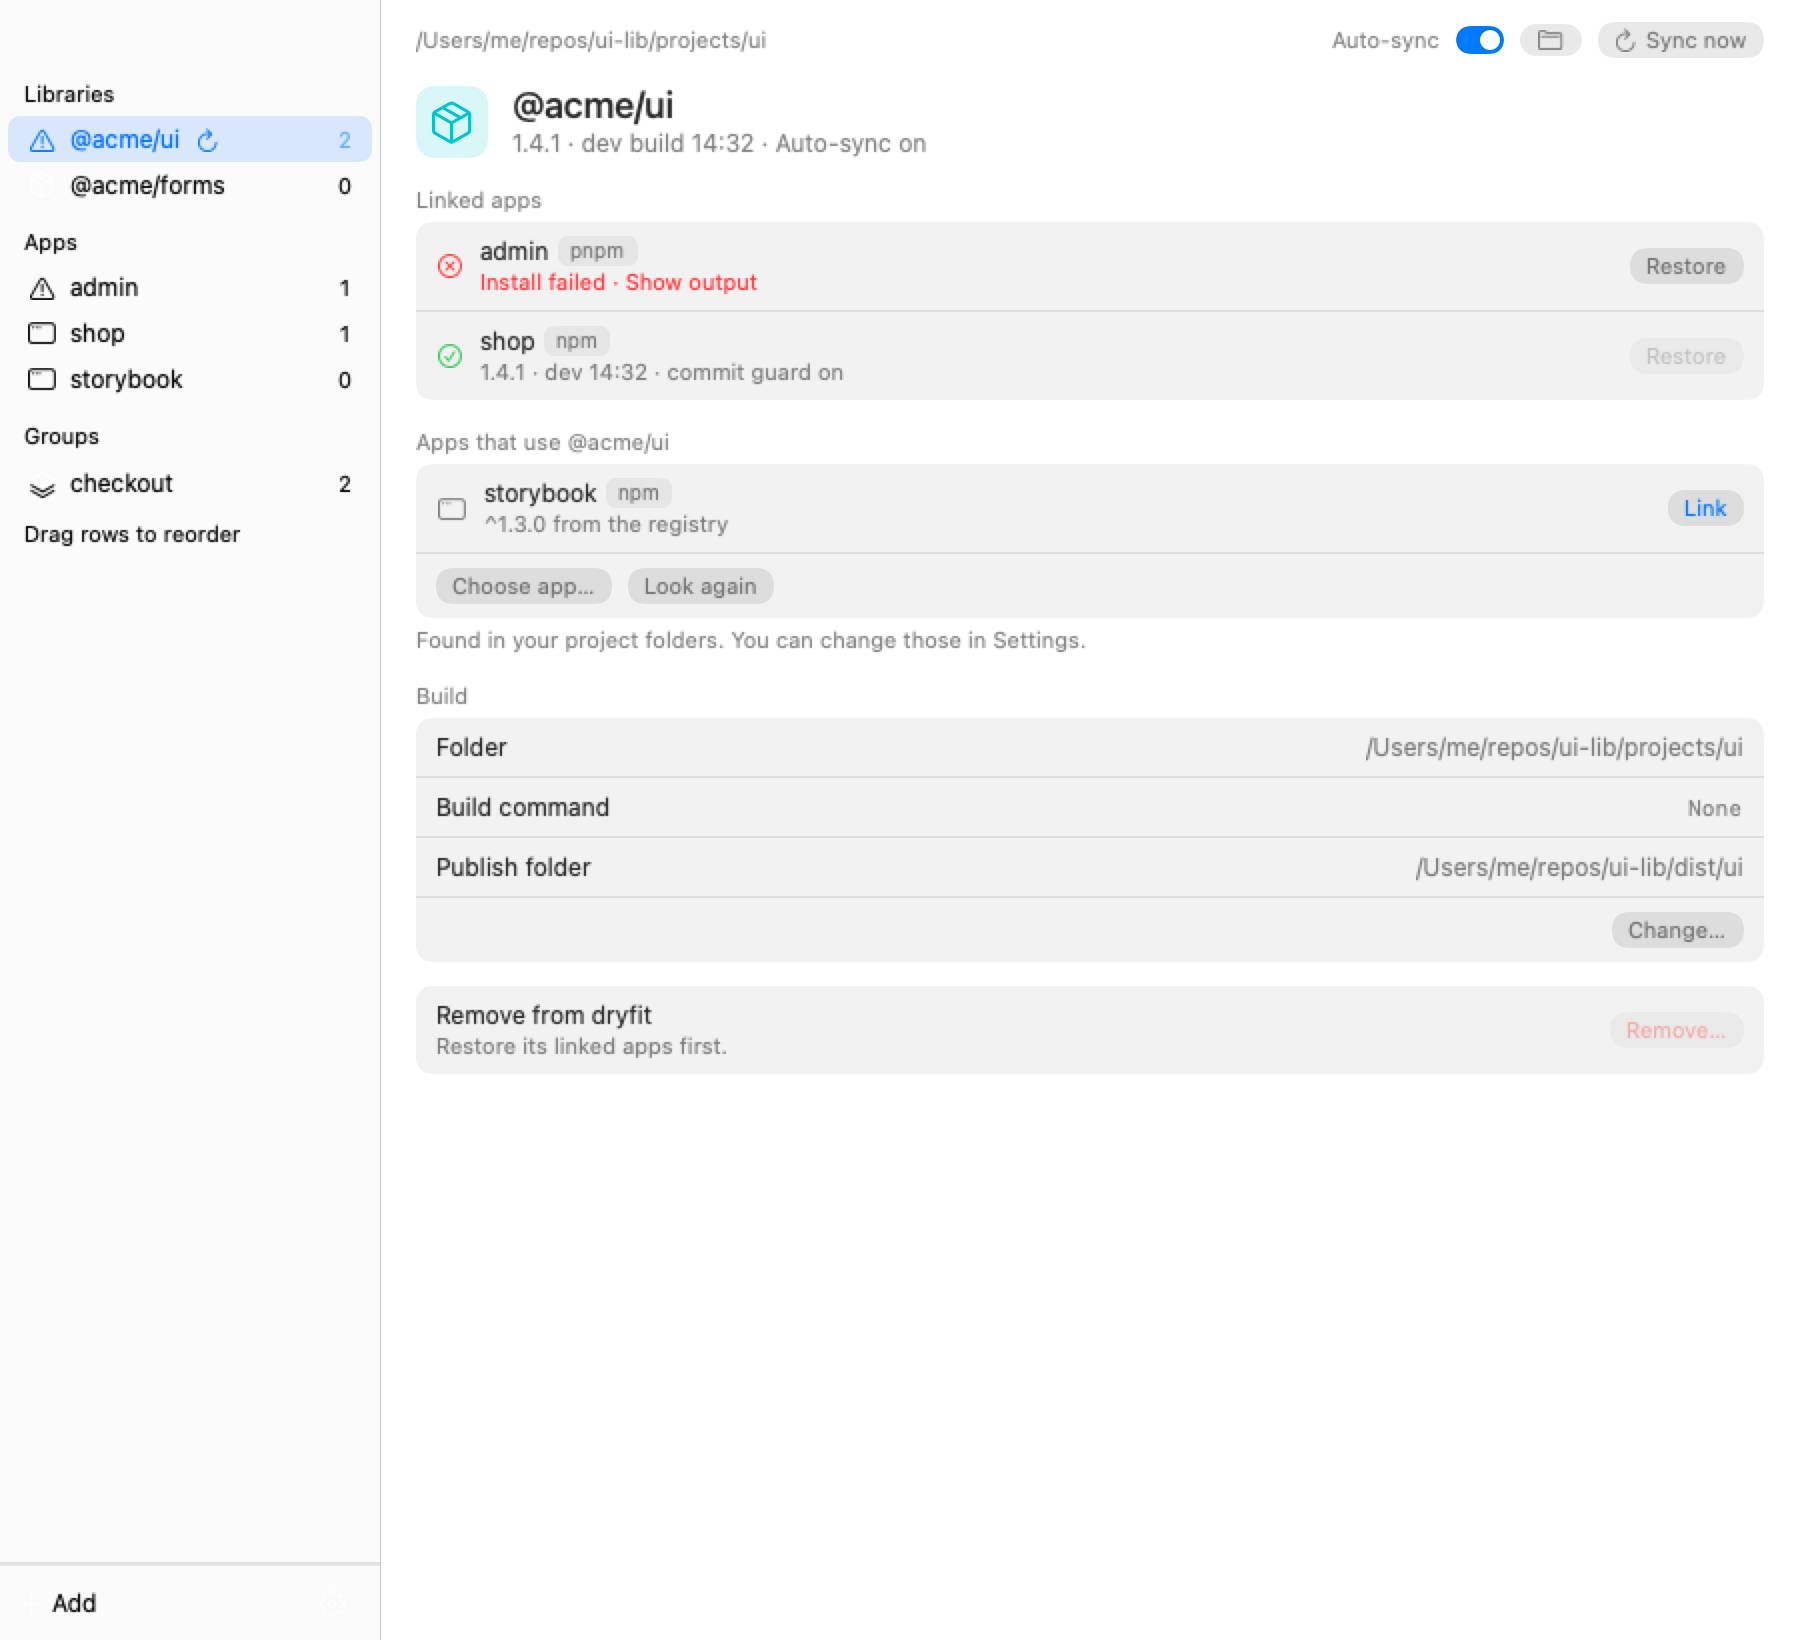 Libraries
@acme/ui 2
@acme/forms 0
Apps
admin 1
shop 1
storybook 0
Groups
checkout 2
Drag rows to reorder
Add
/Users/me/repos/ui-lib/projects/ui
Auto-sync
Sync now
@acme/ui
1.4.1 · dev build 14:32 · Auto-sync on
Linked apps
admin pnpm
Install failed · Show output
Restore
shop npm
1.4.1 · dev 14:32 · commit guard on
Restore
Apps that use @acme/ui
storybook npm
^1.3.0 from the registry
Link
Choose app... Look again
Found in your project folders. You can change those in Settings.
Build
Folder /Users/me/repos/ui-lib/projects/ui
Build command None
Publish folder /Users/me/repos/ui-lib/dist/ui
Change...
Remove from dryfit
Restore its linked apps first.
Remove...